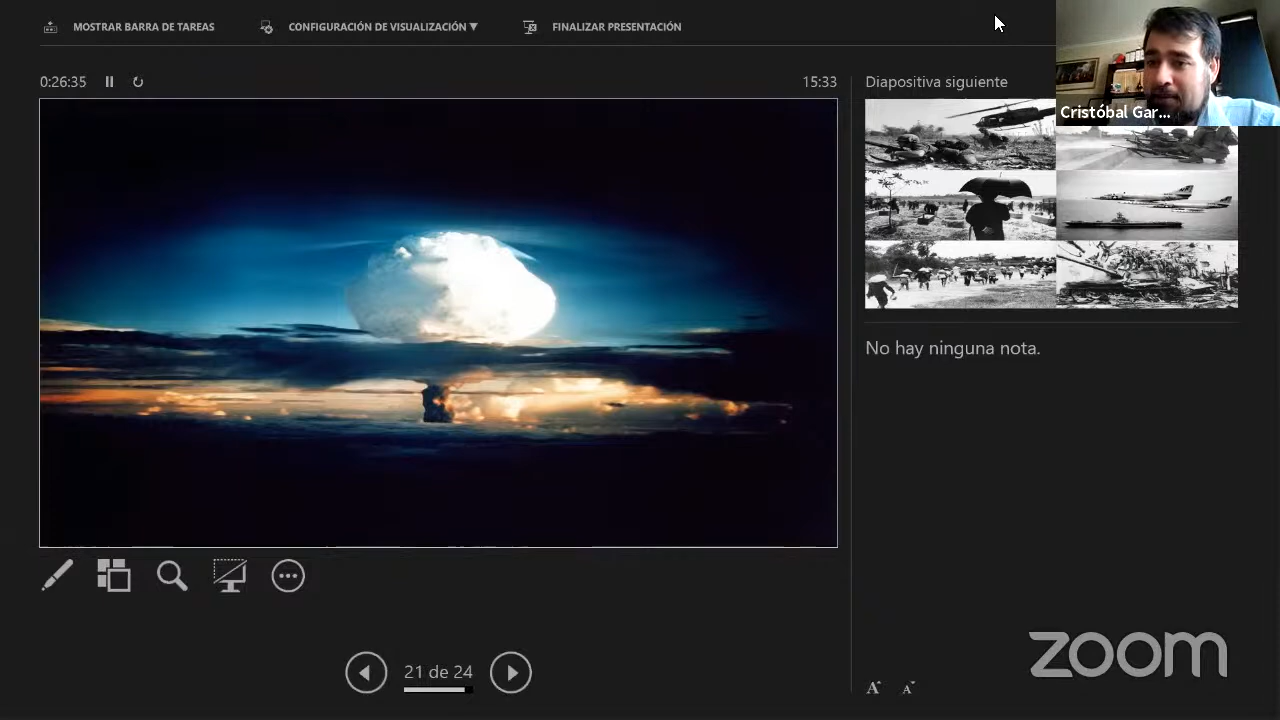 MOSTRAR BARRA DE TAREAS
CONFIGURACIÓN DE VISUALIZACIÓN ▼
FINALIZAR PRESENTACIÓN
0:26:35
15:33
Diapositiva siguiente
Cristóbal Gar...
No hay ninguna nota.
21 de 24
A A
zoom